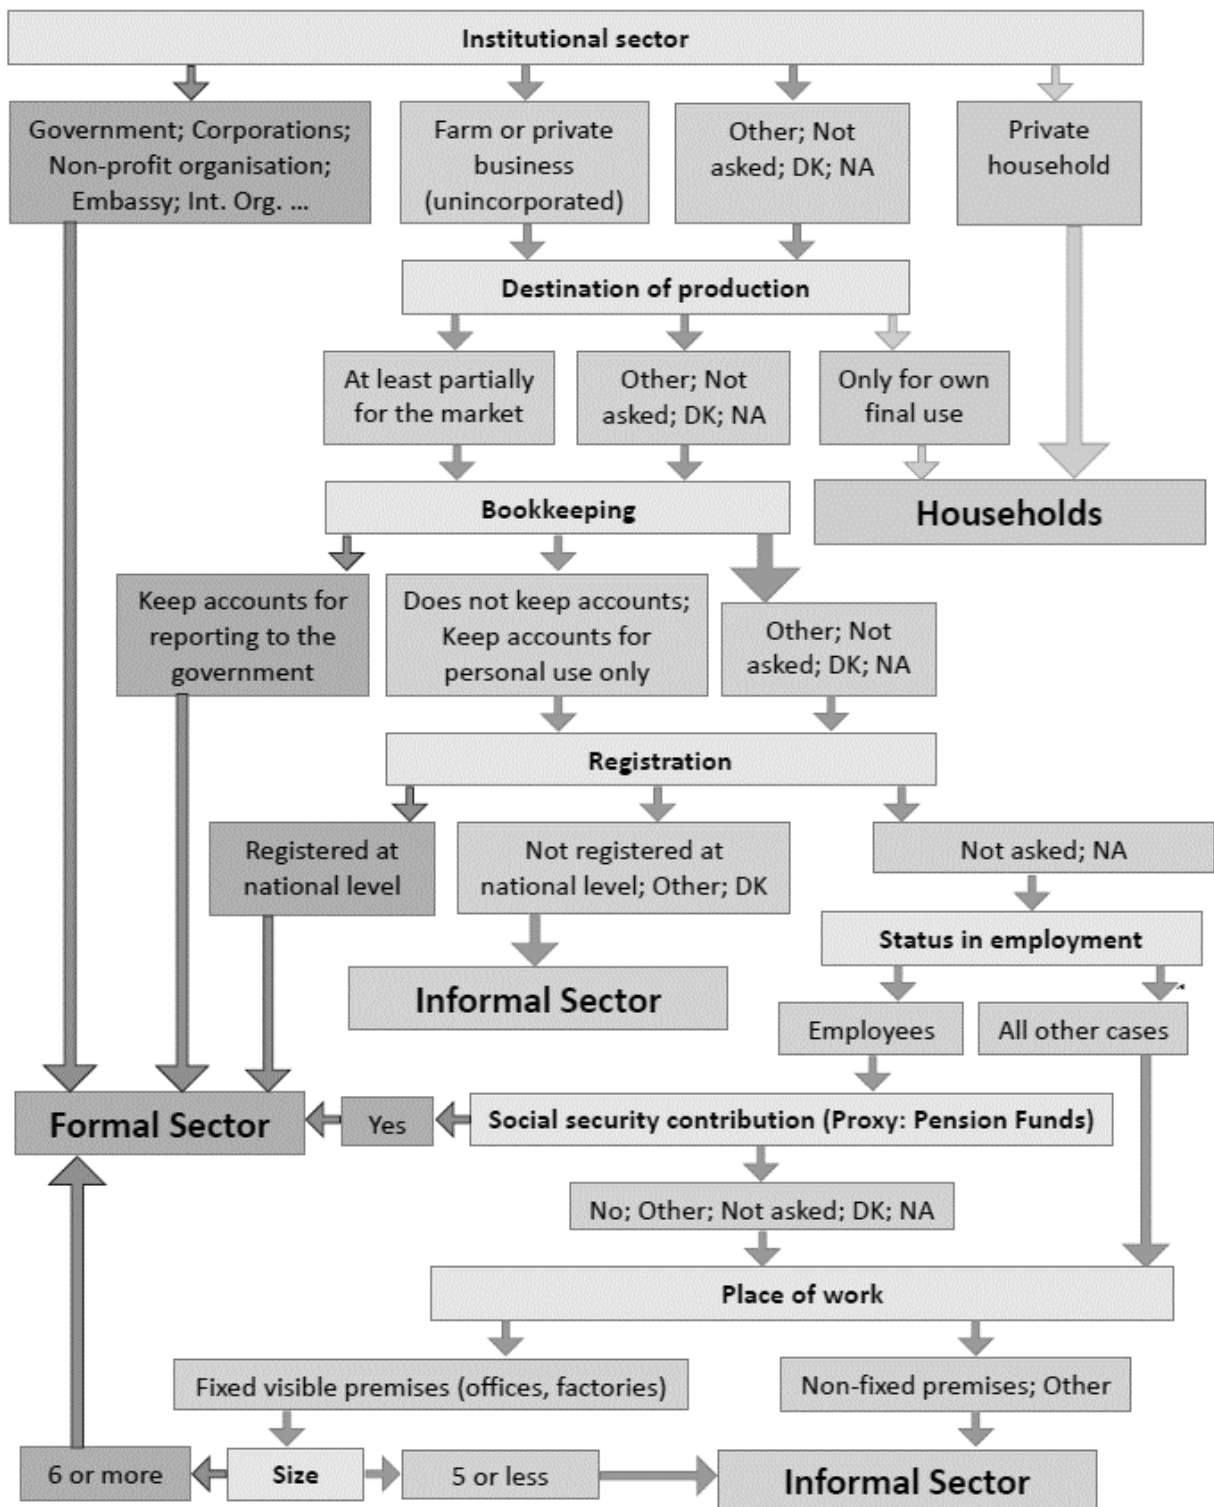 Institutional sector
Government; Corporations;
Non-profit organisation;
Embassy; Int. Org. ...
Farm or private
business
(unincorporated)
Other; Not
asked; DK; NA
Private
household
Destination of production
At least partially
for the market
Other; Not
asked; DK; NA
Only for own
final use
Bookkeeping
Households
Keep accounts for
reporting to the
government
Does not keep accounts;
Keep accounts for
personal use only
Other; Not
asked; DK; NA
Registration
Registered at
national level
Not registered at
national level; Other; DK
Not asked; NA
Status in employment
Informal Sector
Employees
All other cases
Formal Sector
Yes
Social security contribution (Proxy: Pension Funds)
No; Other; Not asked; DK; NA
Place of work
Fixed visible premises (offices, factories)
Non-fixed premises; Other
6 or more
Size
5 or less
Informal Sector